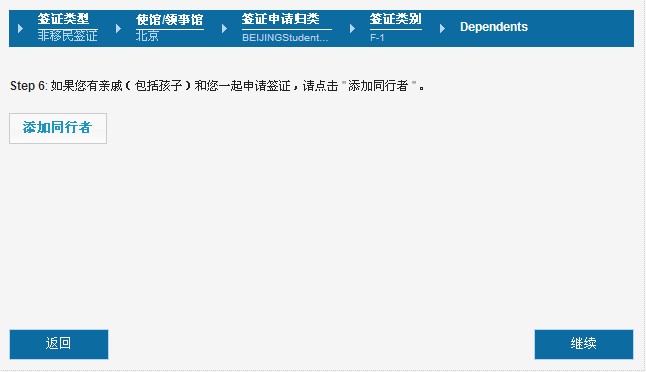 签证类型 使馆/领事馆 签证申请归类 签证类别 Dependents
非移民签证 北京 BEIJINGStudent... F-1
Step 6: 如果您有亲戚（包括孩子）和您一起申请签证，请点击 " 添加同行者 " 。
添加同行者
返回 继续